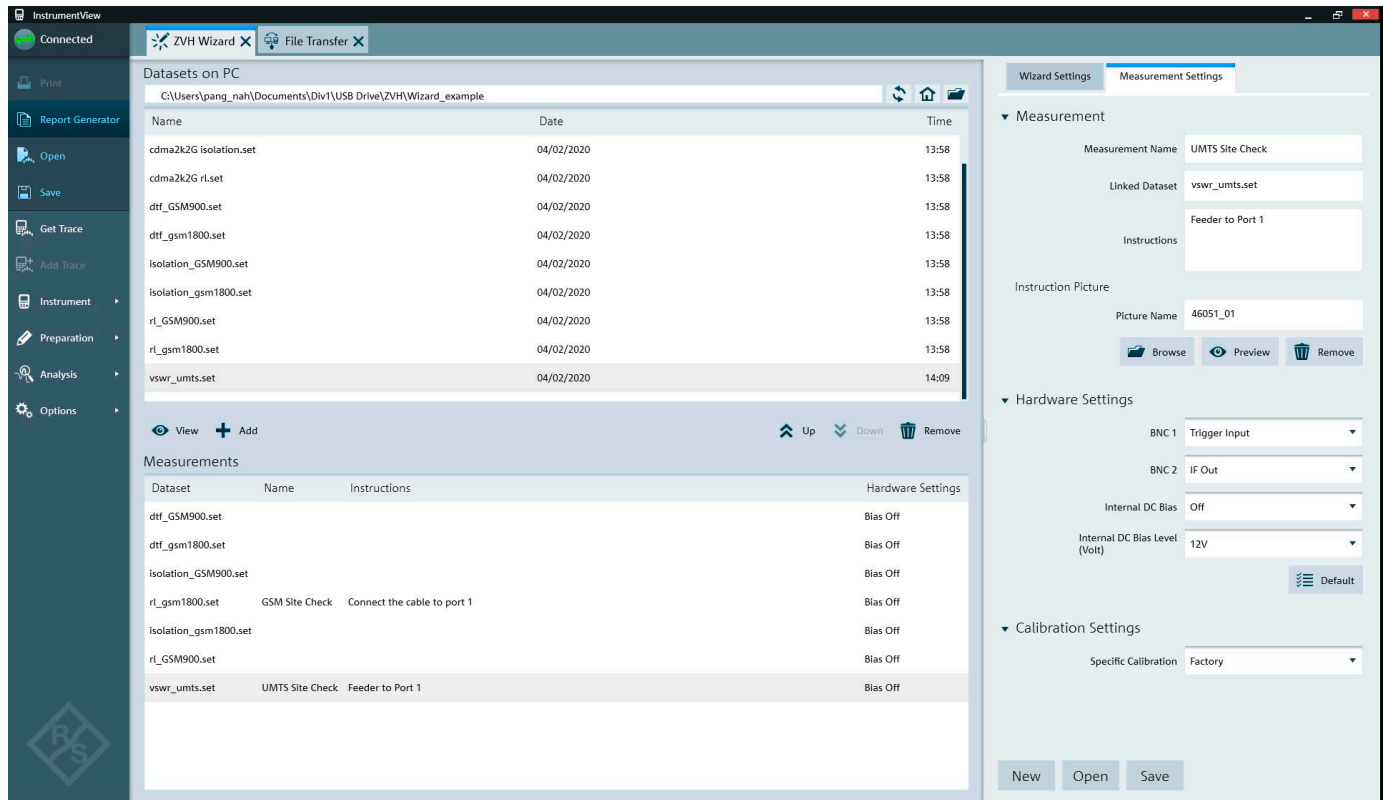 InstrumentView
Connected
Print
Report Generator
Open
Save
Get Trace
Add Trace
Instrument
Preparation
Analysis
Options
R&S
ZVH Wizard
File Transfer
Datasets on PC
C:\Users\pang_nah\Documents\Div1\USB Drive\ZVH\Wizard_example
Name Date Time
cdma2k2G isolation.set 04/02/2020 13:58
cdma2k2G rl.set 04/02/2020 13:58
dtf_GSM900.set 04/02/2020 13:58
dtf_gsm1800.set 04/02/2020 13:58
isolation_GSM900.set 04/02/2020 13:58
isolation_gsm1800.set 04/02/2020 13:58
rl_GSM900.set 04/02/2020 13:58
rl_gsm1800.set 04/02/2020 13:58
vswr_umts.set 04/02/2020 14:09
View Add Up Down Remove
Measurements
Dataset Name Instructions Hardware Settings
dtf_GSM900.set Bias Off
dtf_gsm1800.set Bias Off
isolation_GSM900.set Bias Off
rl_gsm1800.set GSM Site Check Connect the cable to port 1 Bias Off
isolation_gsm1800.set Bias Off
rl_GSM900.set Bias Off
vswr_umts.set UMTS Site Check Feeder to Port 1 Bias Off
Wizard Settings Measurement Settings
Measurement
Measurement Name UMTS Site Check
Linked Dataset vswr_umts.set
Instructions Feeder to Port 1
Instruction Picture
Picture Name 46051_01
Browse Preview Remove
Hardware Settings
BNC 1 Trigger Input
BNC 2 IF Out
Internal DC Bias Off
Internal DC Bias Level
(Volt) 12V
Default
Calibration Settings
Specific Calibration Factory
New Open Save